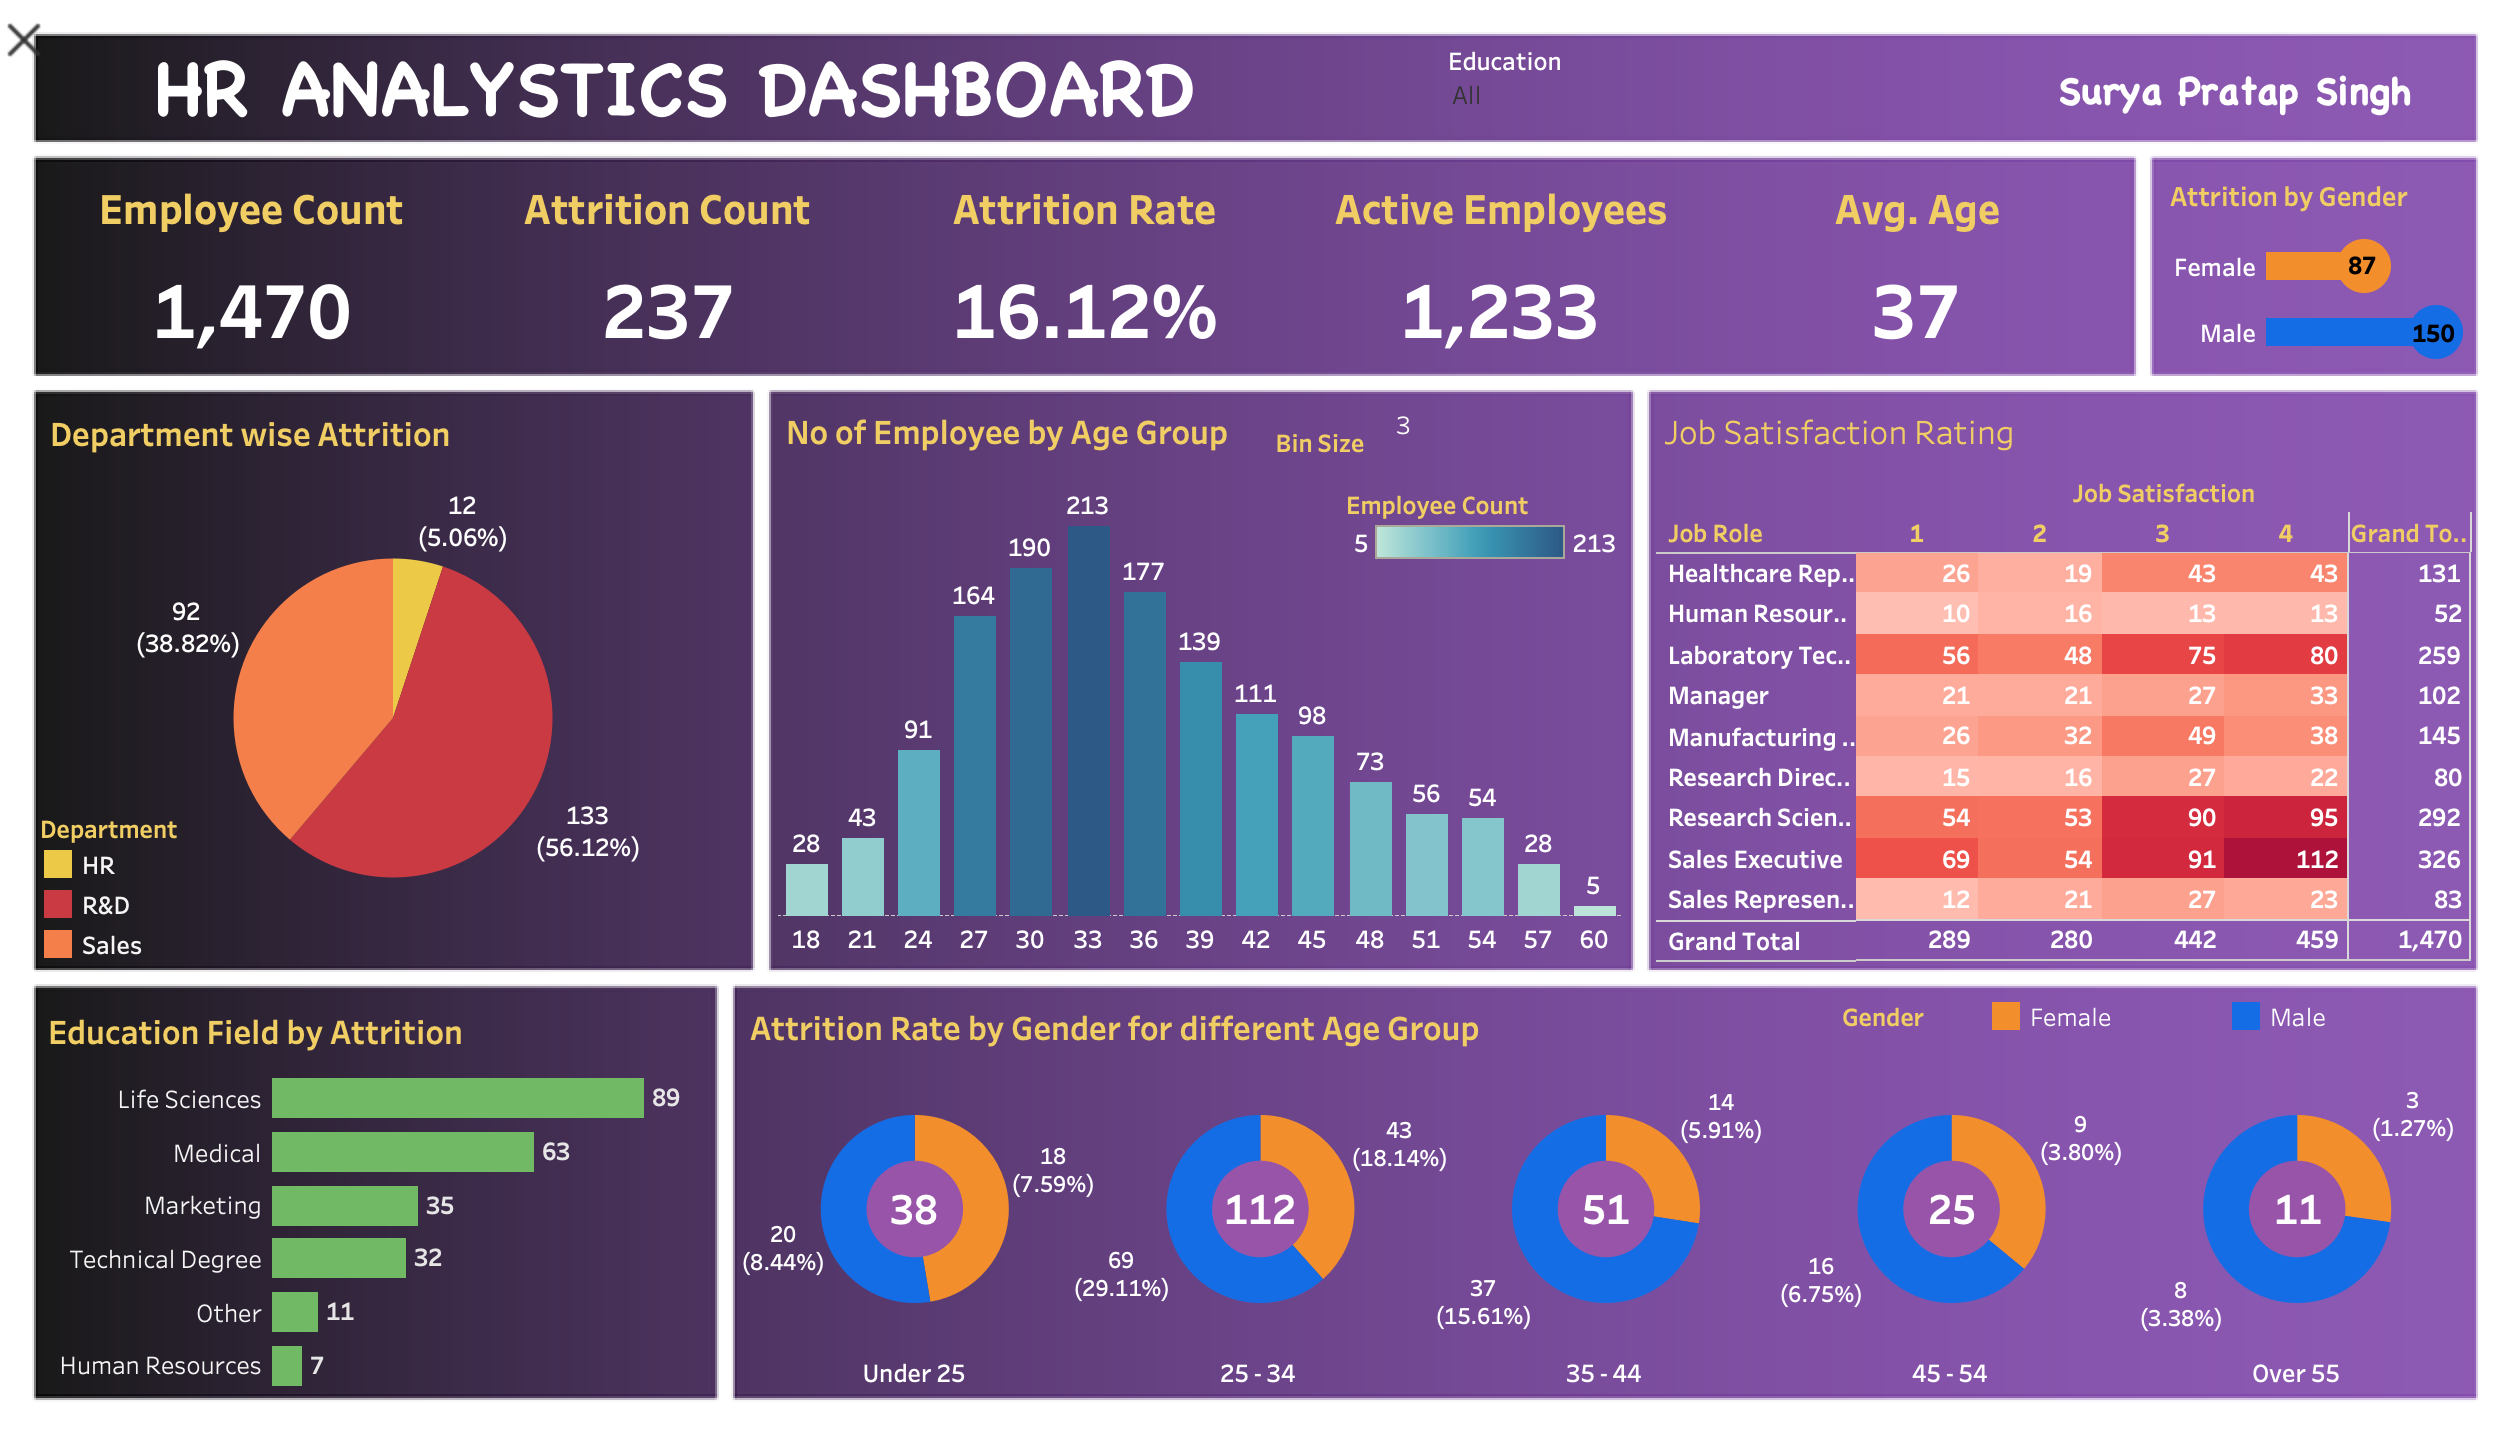 HR ANALYSTICS DASHBOARD
Education
All
Surya Pratap Singh
Employee Count
Attrition Count
Attrition Rate
Active Employees
Avg. Age
1,470
237
16.12%
1,233
37
Attrition by Gender
Female 87
Male 150
Department wise Attrition
12
(5.06%)
92
(38.82%)
133
(56.12%)
Department
HR
R&D
Sales
No of Employee by Age Group
Bin Size
3
Employee Count
5 213
28 43 91 164 190 213 177 139 111 98 73 56 54 28 5
18 21 24 27 30 33 36 39 42 45 48 51 54 57 60
Job Satisfaction Rating
Job Satisfaction
Job Role 1 2 3 4 Grand To..
Healthcare Rep.. 26 19 43 43 131
Human Resour.. 10 16 13 13 52
Laboratory Tec.. 56 48 75 80 259
Manager 21 21 27 33 102
Manufacturing .. 26 32 49 38 145
Research Direc.. 15 16 27 22 80
Research Scien.. 54 53 90 95 292
Sales Executive 69 54 91 112 326
Sales Represen.. 12 21 27 23 83
Grand Total 289 280 442 459 1,470
Education Field by Attrition
Life Sciences 89
Medical 63
Marketing 35
Technical Degree 32
Other 11
Human Resources 7
Attrition Rate by Gender for different Age Group
Gender Female Male
18
(7.59%)
38
20
(8.44%)
Under 25
43
(18.14%)
112
69
(29.11%)
25 - 34
14
(5.91%)
51
37
(15.61%)
35 - 44
9
(3.80%)
25
16
(6.75%)
45 - 54
3
(1.27%)
11
8
(3.38%)
Over 55